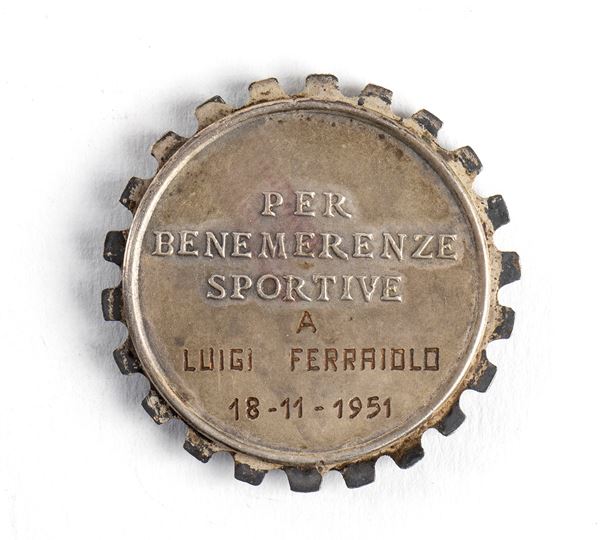 PER
BENEMERENZE
SPORTIVE
A
LUIGI FERRAIOLO
18-11-1951